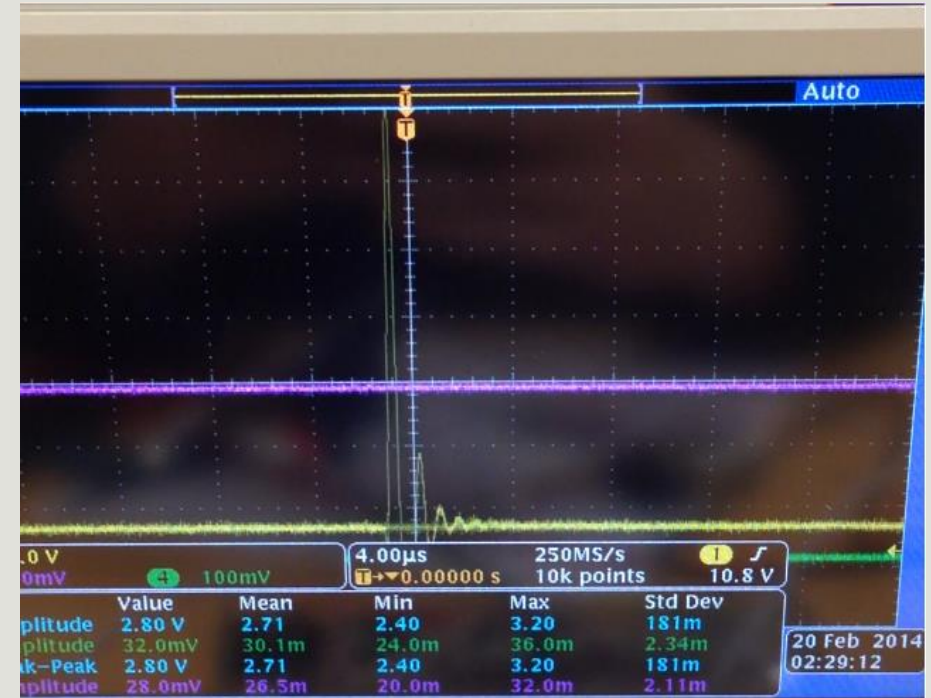 Auto
T
T
.0 V 4.00µs 250MS/s 1
0mV 4 100mV T→▼0.00000 s 10k points 10.8 V
Value Mean Min Max Std Dev
plitude 2.80 V 2.71 2.40 3.20 181m
plitude 32.0mV 30.1m 24.0m 36.0m 2.34m
ak-Peak 2.80 V 2.71 2.40 3.20 181m
mplitude 28.0mV 26.5m 20.0m 32.0m 2.11m
20 Feb 2014
02:29:12